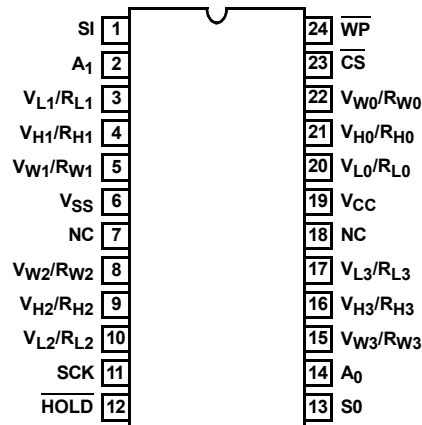 SI 1 24 W̅P̅
A1 2 23 C̅S̅
VL1/RL1 3 22 VW0/RW0
VH1/RH1 4 21 VH0/RH0
VW1/RW1 5 20 VL0/RL0
VSS 6 19 VCC
NC 7 18 NC
VW2/RW2 8 17 VL3/RL3
VH2/RH2 9 16 VH3/RH3
VL2/RL2 10 15 VW3/RW3
SCK 11 14 A0
H̅O̅L̅D̅ 12 13 S0